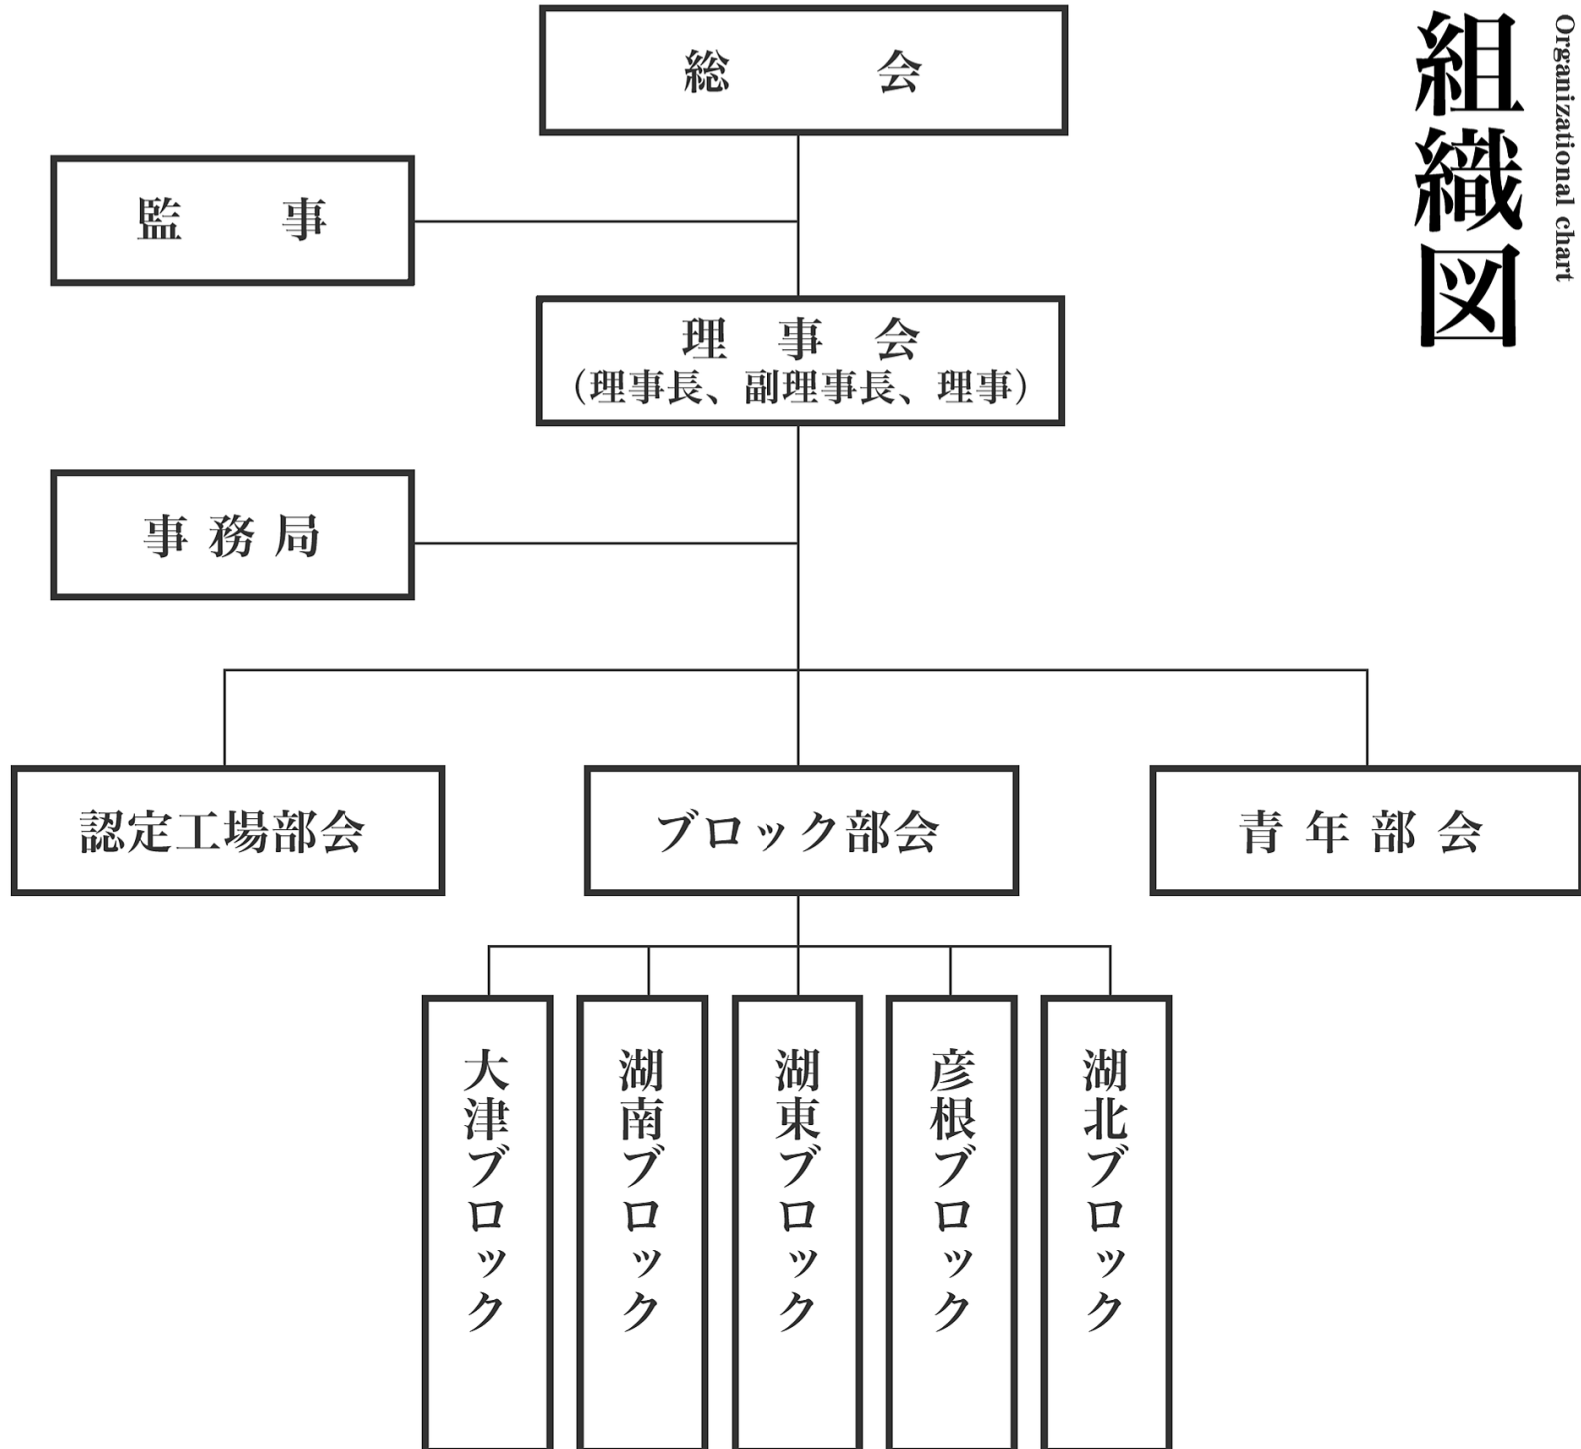 組織図
Organizational chart
総会
監事
理事会
（理事長、副理事長、理事）
事務局
認定工場部会
ブロック部会
青年部会
大津ブロック
湖南ブロック
湖東ブロック
彦根ブロック
湖北ブロック